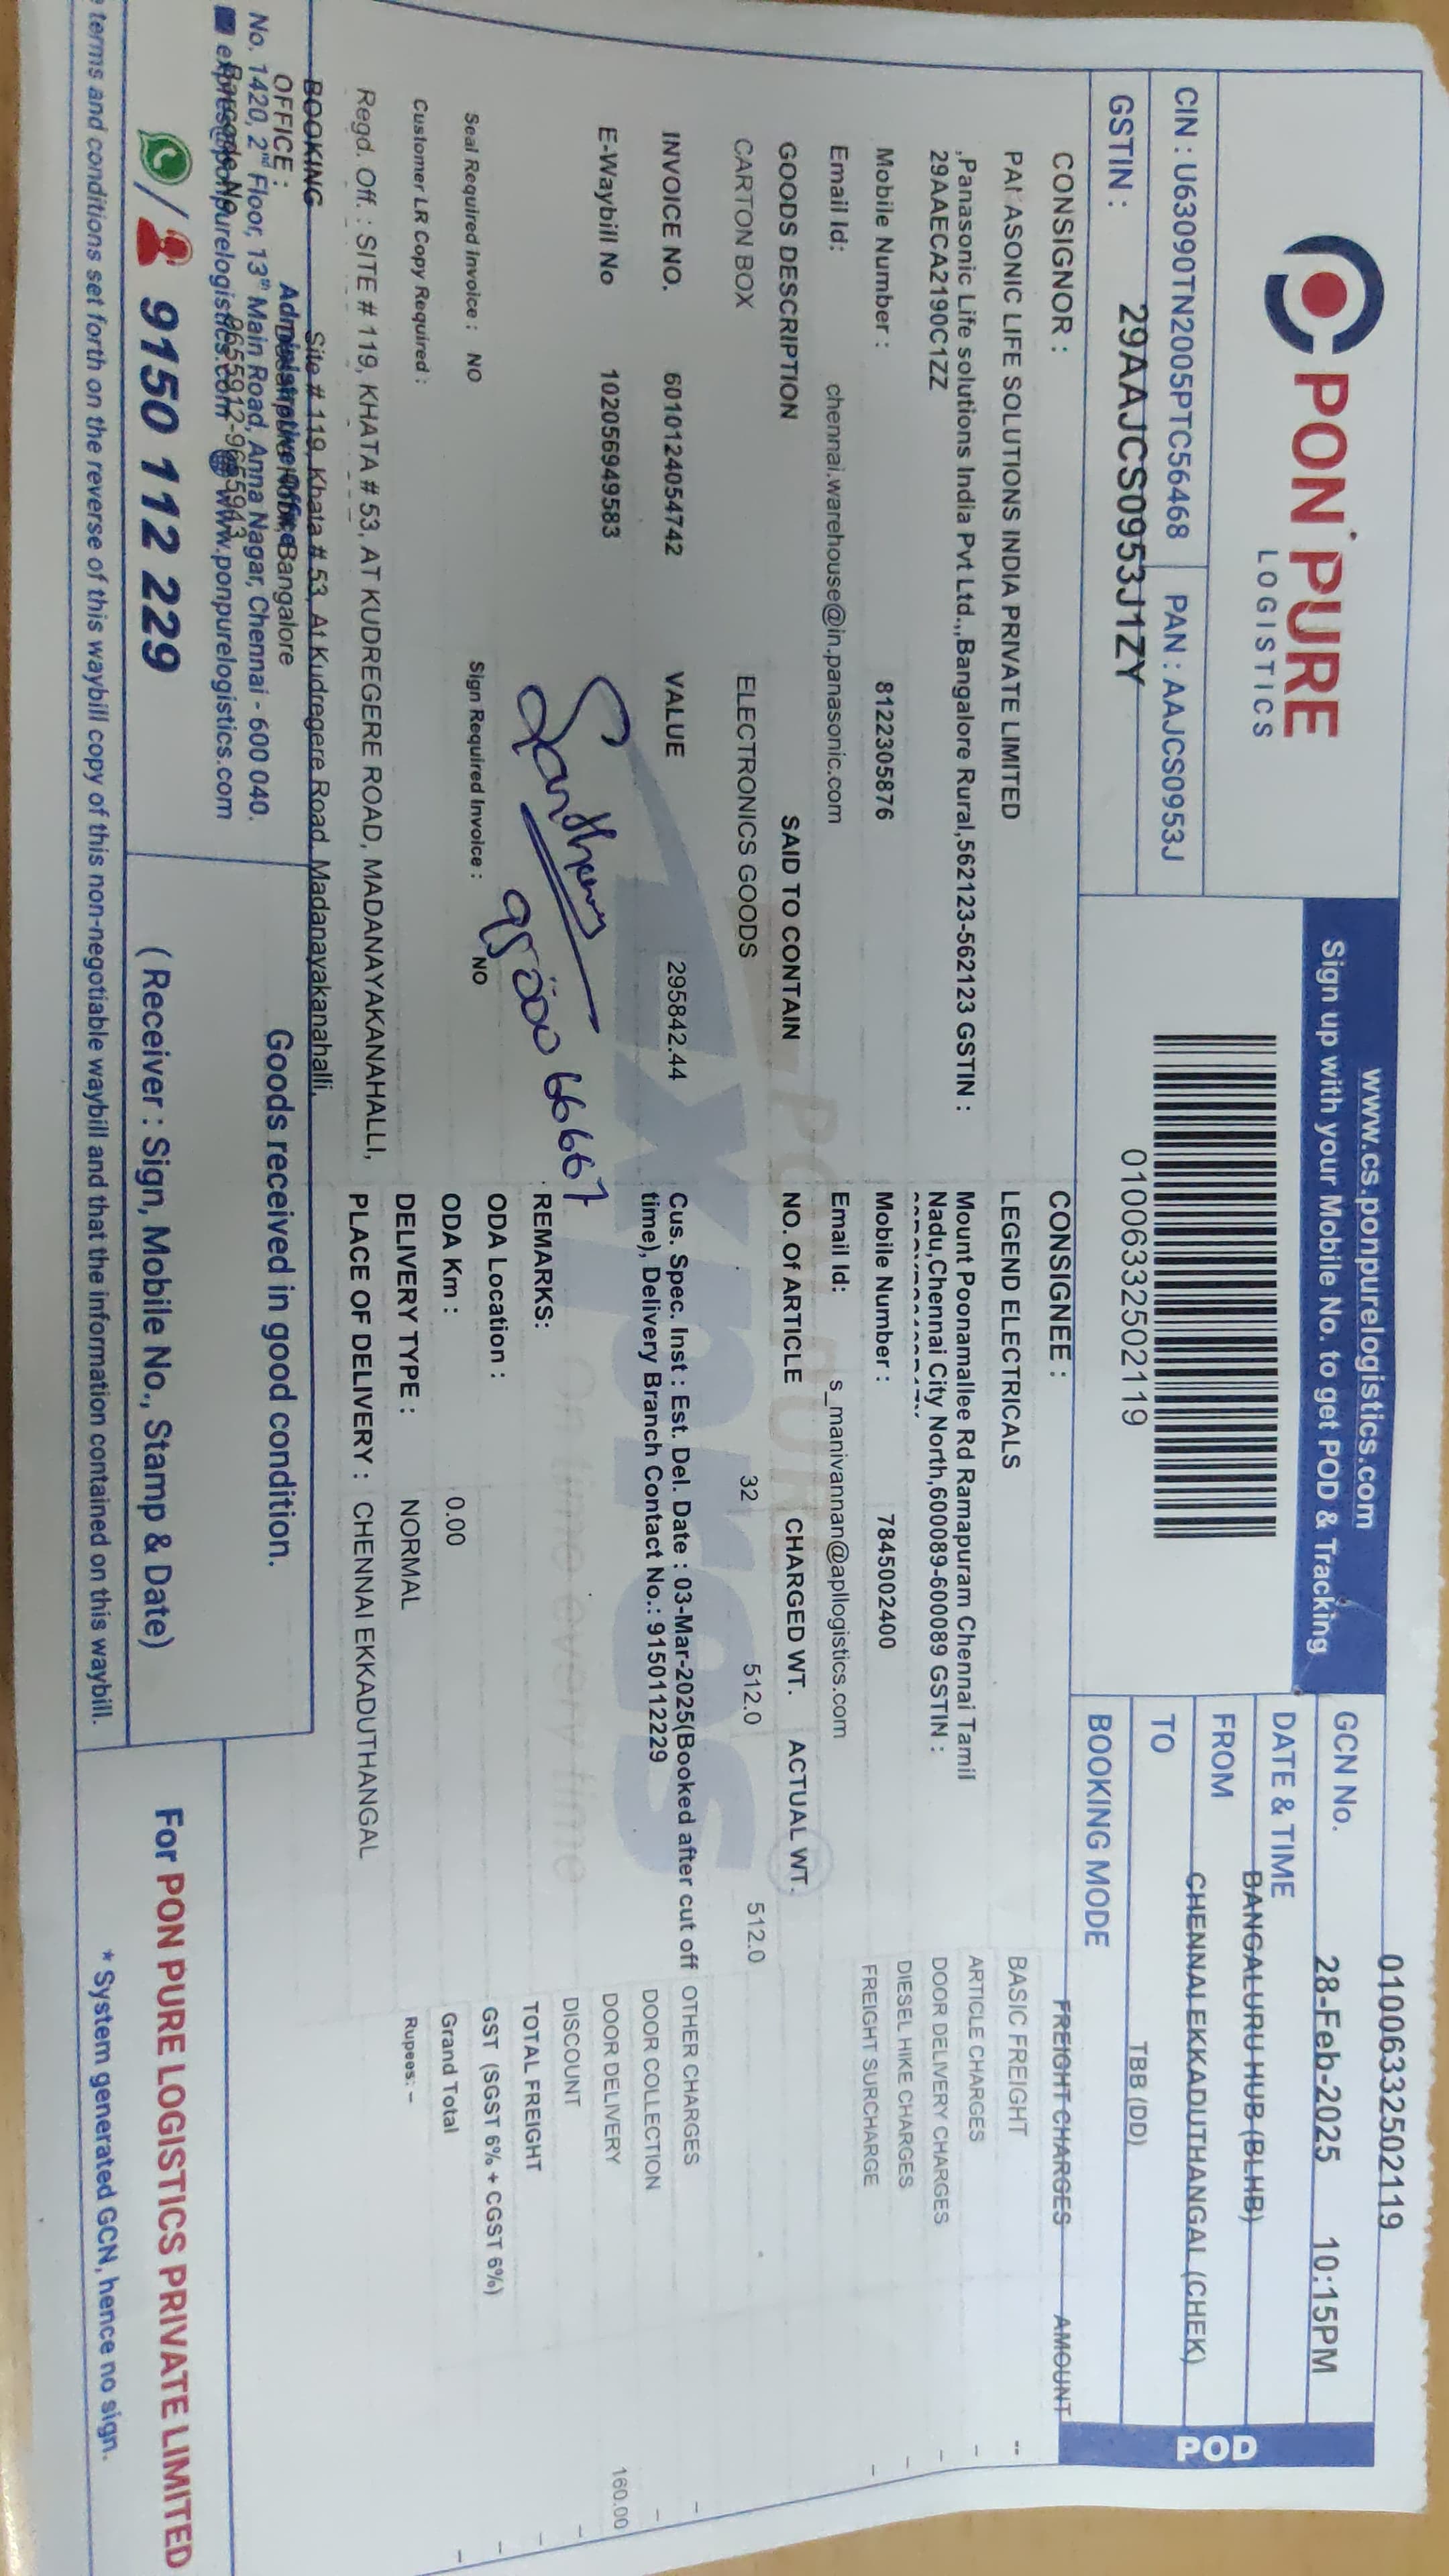 PON PURE
LOGISTICS
CIN : U63090TN2005PTC56468
PAN : AAJCS0953J
GSTIN :
29AAJCS0953J1ZY
www.cs.ponpurelogistics.com
Sign up with your Mobile No. to get POD & Tracking
01006332502119
01006332502119
GCN No.
28-Feb-2025
10:15PM
DATE & TIME
BANGALURU HUB (BLHB)
FROM
CHENNAI EKKADUTHANGAL (CHEK)
TO
TBB (DD)
BOOKING MODE
POD
CONSIGNOR :
PANASONIC LIFE SOLUTIONS INDIA PRIVATE LIMITED
,Panasonic Life solutions India Pvt Ltd.,,Bangalore Rural,562123-562123 GSTIN :
29AAECA2190C1ZZ
Mobile Number :
8122305876
Email Id:
chennai.warehouse@in.panasonic.com
CONSIGNEE :
LEGEND ELECTRICALS
Mount Poonamallee Rd Ramapuram Chennai Tamil
Nadu,Chennai City North,600089-600089 GSTIN :
Mobile Number :
7845002400
Email Id:
s_manivannan@apllogistics.com
FREIGHT CHARGES
AMOUNT
BASIC FREIGHT --
ARTICLE CHARGES –
DOOR DELIVERY CHARGES –
DIESEL HIKE CHARGES –
FREIGHT SURCHARGE –
GOODS DESCRIPTION
SAID TO CONTAIN
NO. Of ARTICLE
CHARGED WT.
ACTUAL WT.
CARTON BOX
ELECTRONICS GOODS
32
512.0
512.0
INVOICE NO.
6010124054742
VALUE
295842.44
Cus. Spec. Inst : Est. Del. Date : 03-Mar-2025(Booked after cut off
time), Delivery Branch Contact No.: 9150112229
OTHER CHARGES –
DOOR COLLECTION –
DOOR DELIVERY 160.00
DISCOUNT –
TOTAL FREIGHT –
GST (SGST 6% + CGST 6%) –
Grand Total –
Rupees: -
E-Waybill No
102056949583
95000 66667
REMARKS:
ODA Location :
Seal Required Invoice : NO
Sign Required Invoice : NO
ODA Km :
0.00
Customer LR Copy Required :
DELIVERY TYPE :
NORMAL
Regd. Off. : SITE # 119, KHATA # 53, AT KUDREGERE ROAD, MADANAYAKANAHALLI,
PLACE OF DELIVERY :
CHENNAI EKKADUTHANGAL
PON PURE
Xpress
On time every time
BOOKING
OFFICE :
Site # 119, Khata # 53, At Kudregere Road, Madanayakanahalli,
Bangalore
Administrative Office
No. 1420, 2nd Floor, 13th Main Road, Anna Nagar, Chennai - 600 040.
www.ponpurelogistics.com
9150 112 229
Goods received in good condition.
( Receiver : Sign, Mobile No., Stamp & Date)
For PON PURE LOGISTICS PRIVATE LIMITED
* System generated GCN, hence no sign.
terms and conditions set forth on the reverse of this waybill copy of this non-negotiable waybill and that the information contained on this waybill.